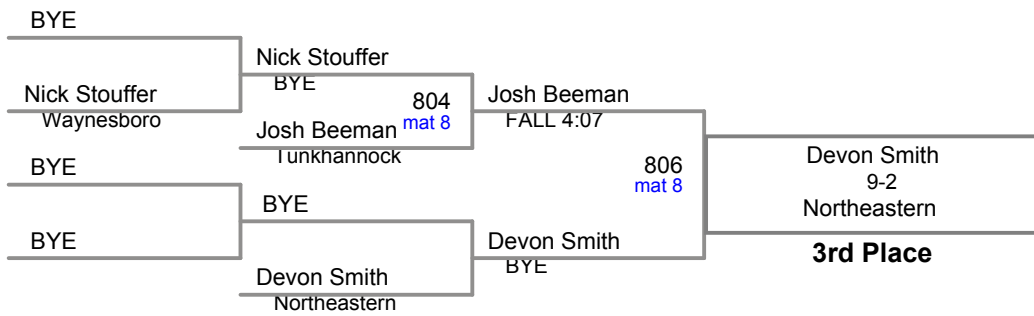 BYE
Nick Stouffer
BYE
Nick Stouffer
Waynesboro
804
mat 8
Josh Beeman
FALL 4:07
Josh Beeman
Tunkhannock
BYE
806
mat 8
Devon Smith
9-2
Northeastern
BYE
BYE
Devon Smith
BYE
3rd Place
Devon Smith
Northeastern